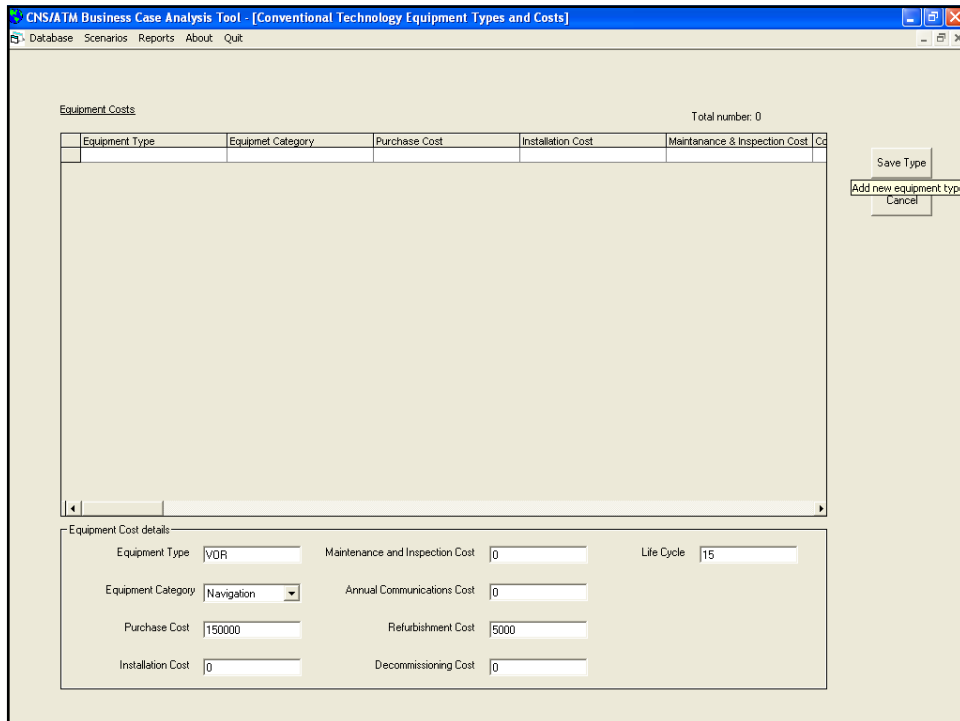 CNS/ATM Business Case Analysis Tool - [Conventional Technology Equipment Types and Costs]
Database Scenarios Reports About Quit
Equipment Costs
Total number: 0
Equipment Type Equipmet Category Purchase Cost Installation Cost Maintanance & Inspection Cost Co
Save Type
Add new equipment type
Cancel
Equipment Cost details
Equipment Type VOR Maintenance and Inspection Cost 0 Life Cycle 15
Equipment Category Navigation Annual Communications Cost 0
Purchase Cost 150000 Refurbishment Cost 5000
Installation Cost 0 Decommissioning Cost 0